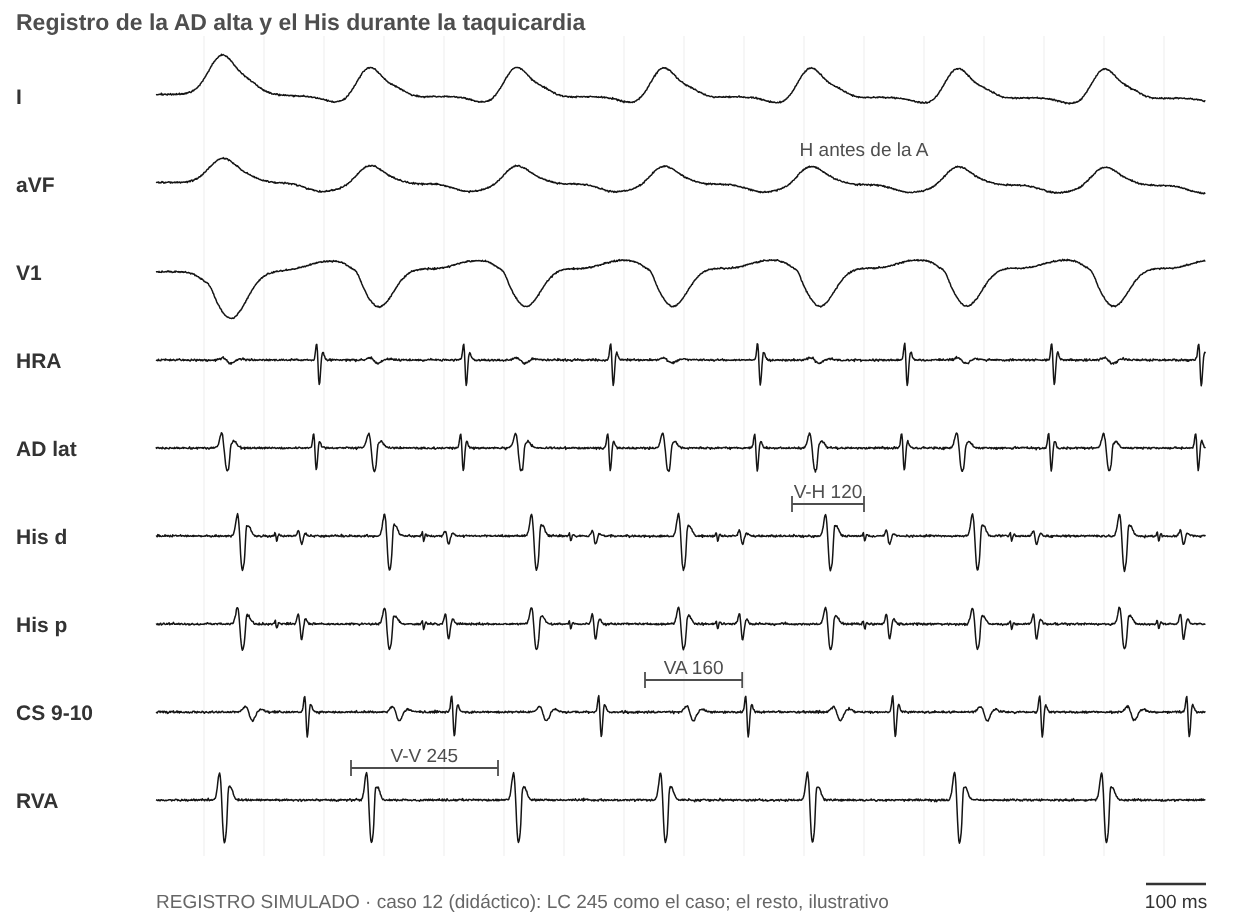 Registro de la AD alta y el His durante la taquicardia
I
H antes de la A
aVF
V1
HRA
AD lat
V-H 120
His d
His p
VA 160
CS 9-10
V-V 245
RVA
REGISTRO SIMULADO · caso 12 (didáctico): LC 245 como el caso; el resto, ilustrativo
100 ms